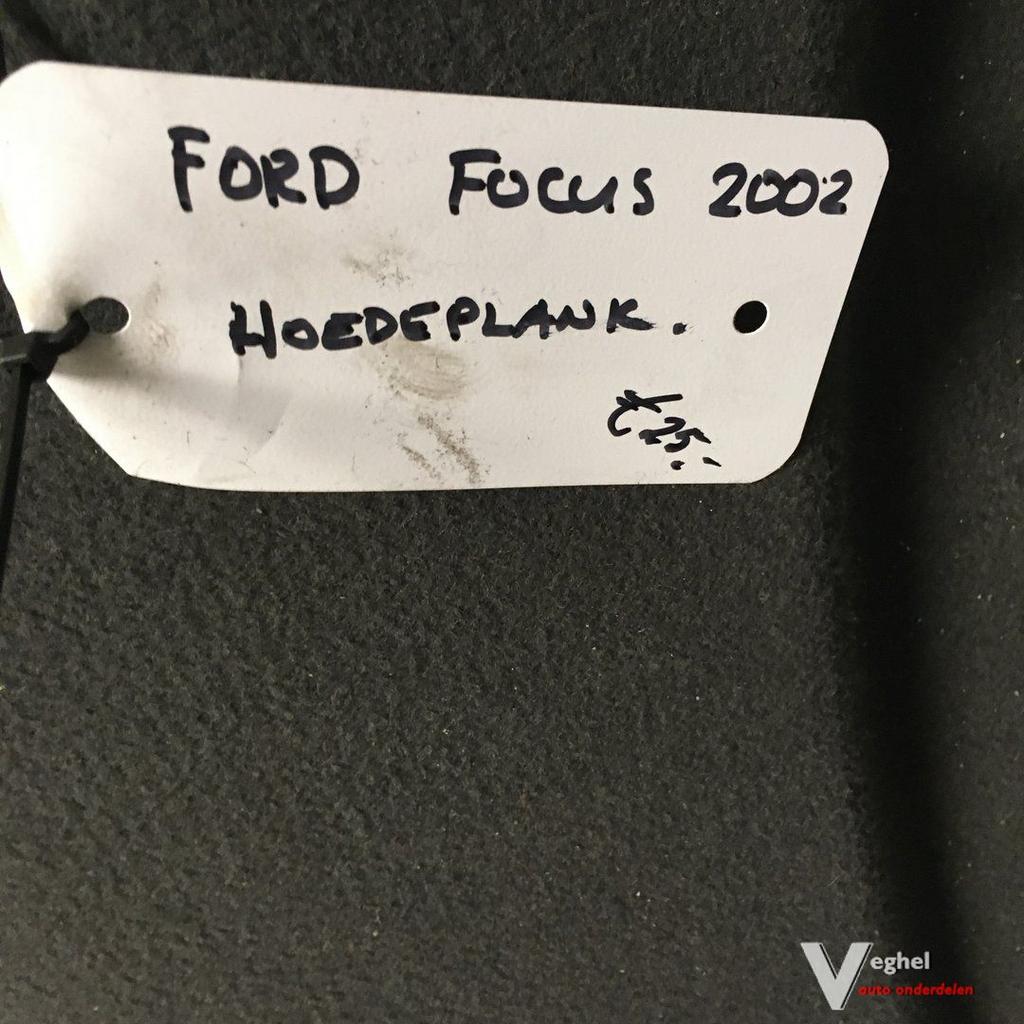 FORD FOCUS 2002
HOEDEPLANK.
€ 25,-
Veghel
auto onderdelen